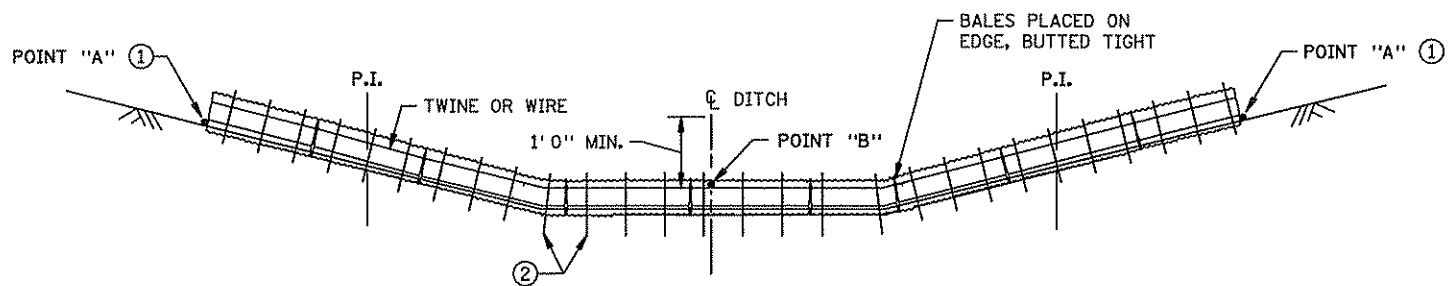 POINT "A" ①
P.I.
TWINE OR WIRE
1'0" MIN.
℄ DITCH
POINT "B"
BALES PLACED ON
EDGE, BUTTED TIGHT
P.I.
POINT "A" ①
②